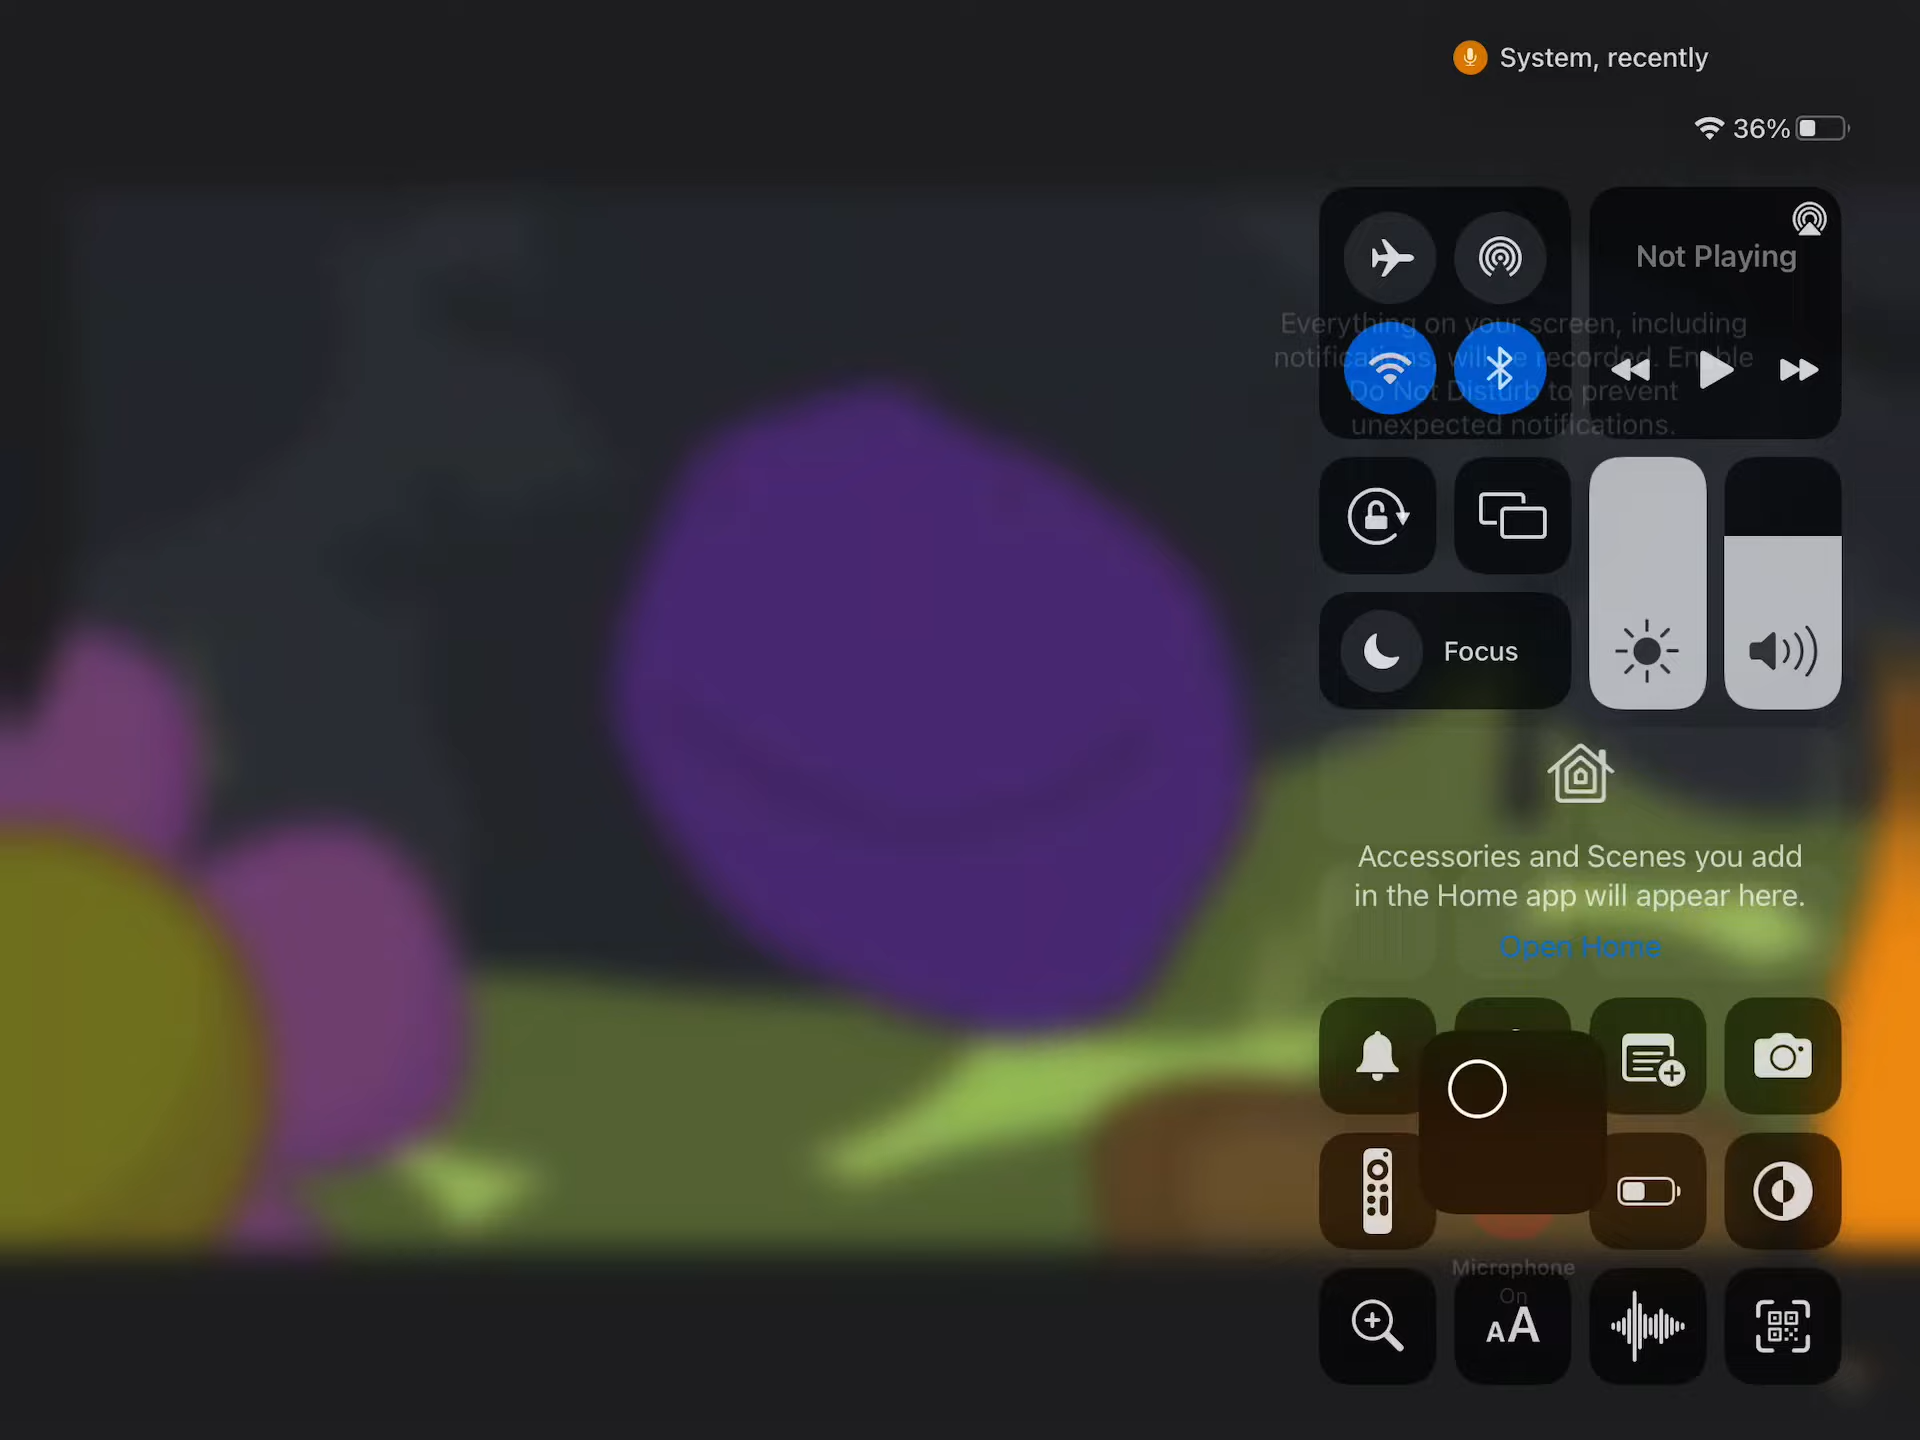 System, recently
36%
Not Playing
Everything on your screen, including
notifications, will be recorded. Enable
Do Not Disturb to prevent
unexpected notifications.
Focus
Accessories and Scenes you add
in the Home app will appear here.
Open Home
Microphone
On
AA